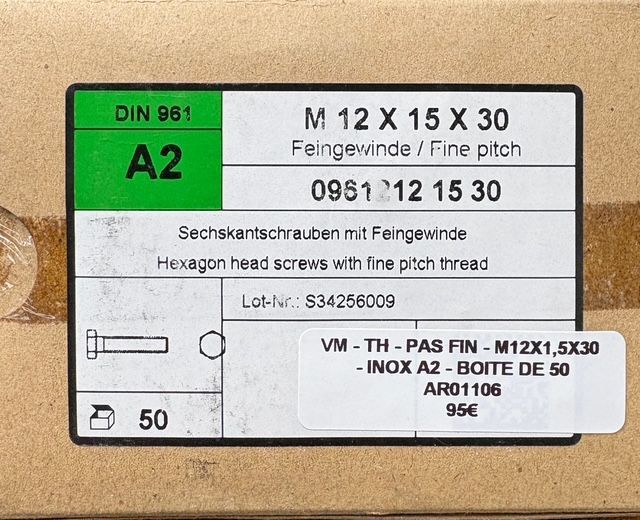 DIN 961
A2
M 12 X 15 X 30
Feingewinde / Fine pitch
0961 212 15 30
Sechskantschrauben mit Feingewinde
Hexagon head screws with fine pitch thread
Lot-Nr.: S34256009
50
VM - TH - PAS FIN - M12X1,5X30
- INOX A2 - BOITE DE 50
AR01106
95€